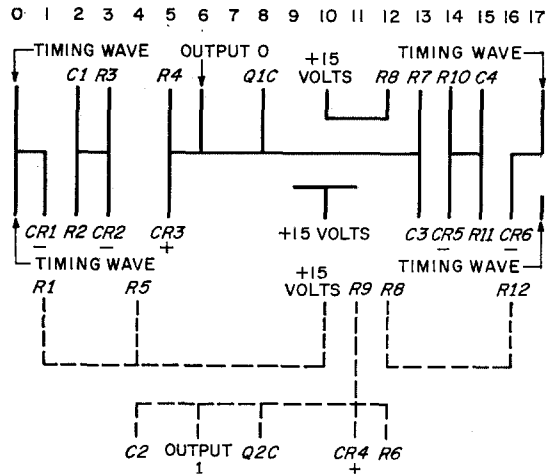 0 1 2 3 4 5 6 7 8 9 10 11 12 13 14 15 16 17
TIMING WAVE OUTPUT 0 +15 TIMING WAVE
C1 R3 R4 Q1C VOLTS R8 R7 R10 C4
CR1 R2 CR2 CR3 +15 VOLTS C3 CR5 R11 CR6
− − + − −
TIMING WAVE +15 TIMING WAVE
R1 R5 VOLTS R9 R8 R12
C2 OUTPUT Q2C CR4 R6
1 +